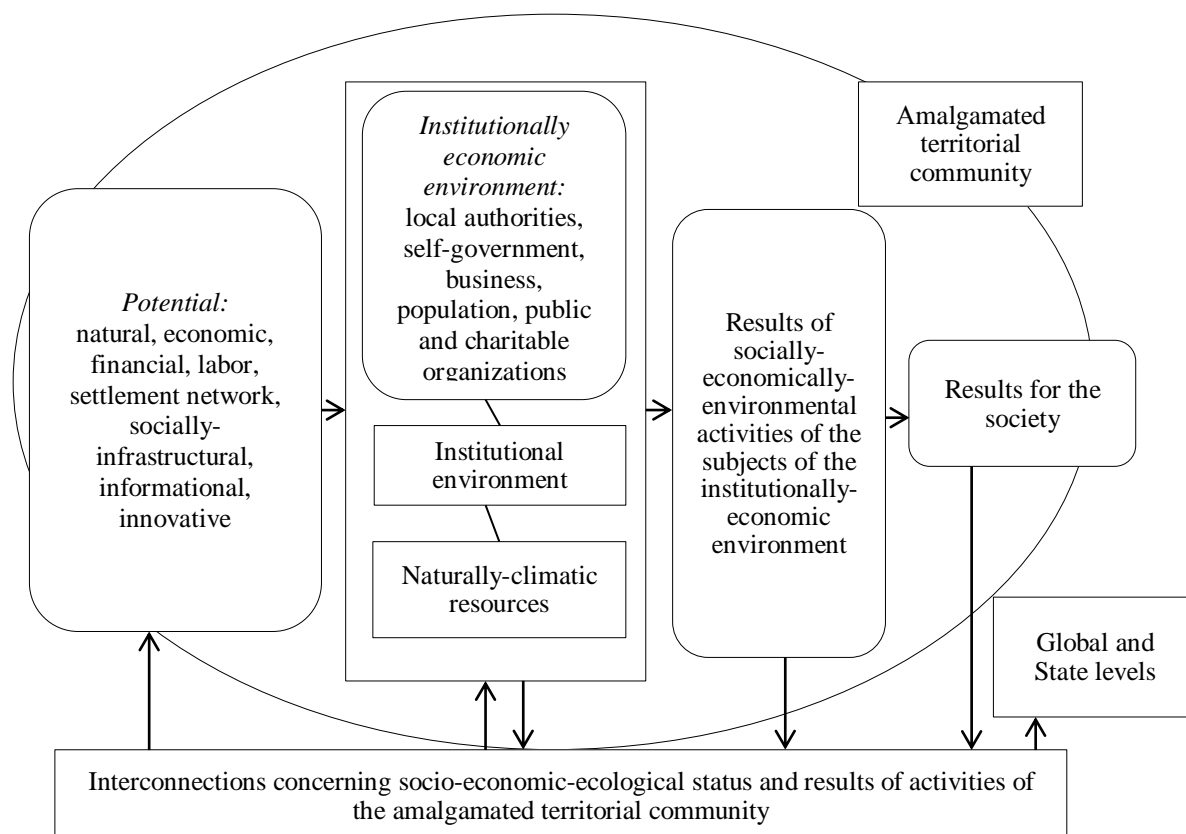 Institutionally
economic
environment:
local authorities,
self-government,
business,
population, public
and charitable
organizations
Amalgamated
territorial
community
Potential:
natural, economic,
financial, labor,
settlement network,
socially-
infrastructural,
informational,
innovative
Institutional
environment
Naturally-climatic
resources
Results of
socially-
economically-
environmental
activities of the
subjects of the
institutionally-
economic
environment
Results for the
society
Global and
State levels
Interconnections concerning socio-economic-ecological status and results of activities of
the amalgamated territorial community